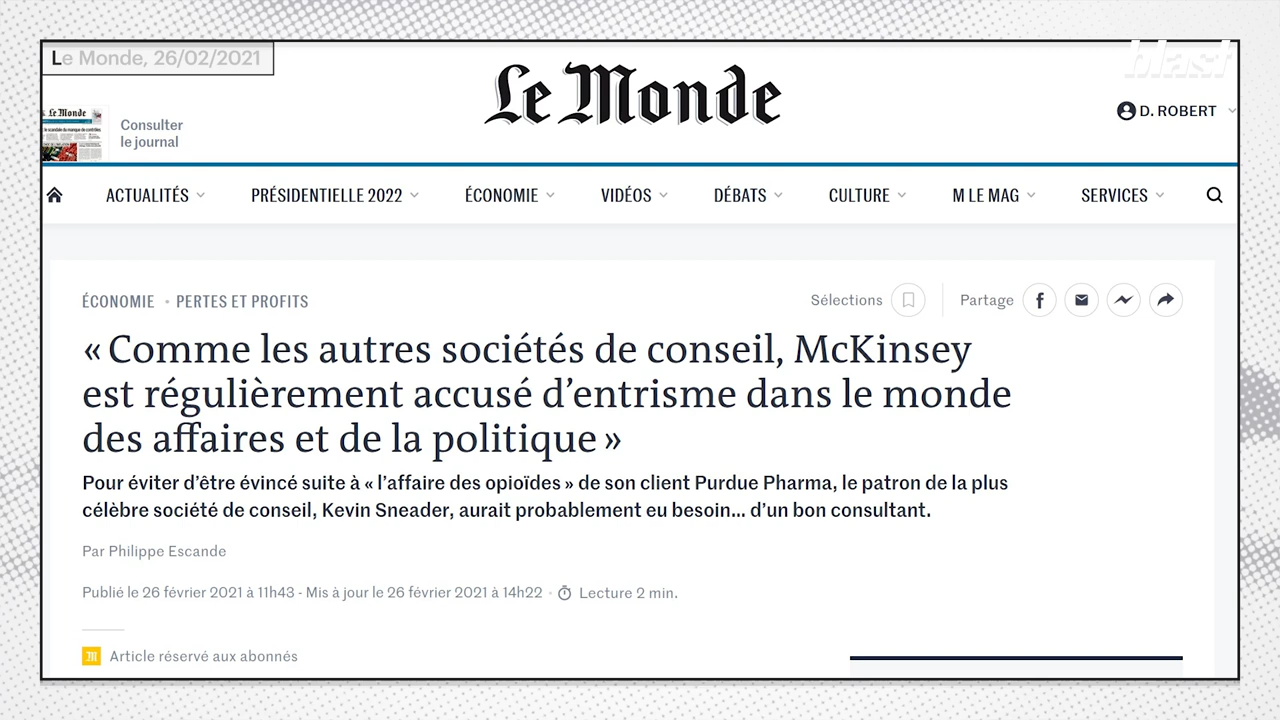 Le Monde, 26/02/2021
blast
Le Monde
Le Monde
Consulter
le journal
D. ROBERT
ACTUALITÉS
PRÉSIDENTIELLE 2022
ÉCONOMIE
VIDÉOS
DÉBATS
CULTURE
M LE MAG
SERVICES
ÉCONOMIE • PERTES ET PROFITS
Sélections
Partage
« Comme les autres sociétés de conseil, McKinsey
est régulièrement accusé d’entrisme dans le monde
des affaires et de la politique »
Pour éviter d’être évincé suite à « l’affaire des opioïdes » de son client Purdue Pharma, le patron de la plus
célèbre société de conseil, Kevin Sneader, aurait probablement eu besoin… d’un bon consultant.
Par Philippe Escande
Publié le 26 février 2021 à 11h43 - Mis à jour le 26 février 2021 à 14h22 • Lecture 2 min.
Article réservé aux abonnés